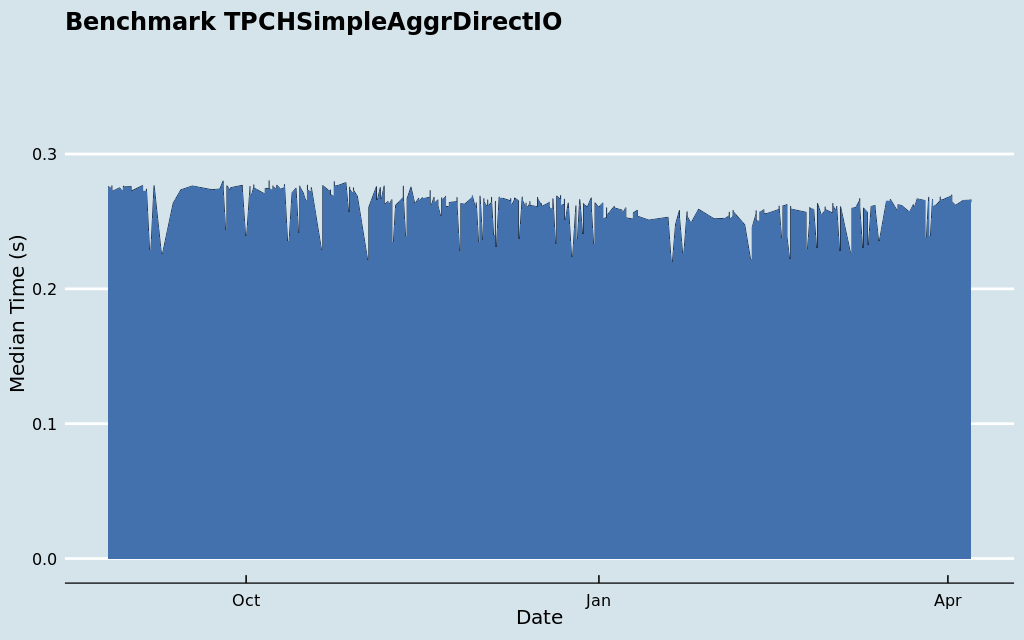 Benchmark TPCHSimpleAggrDirectIO
Median Time (s)
0.3
0.2
0.1
0.0
Oct
Jan
Apr
Date